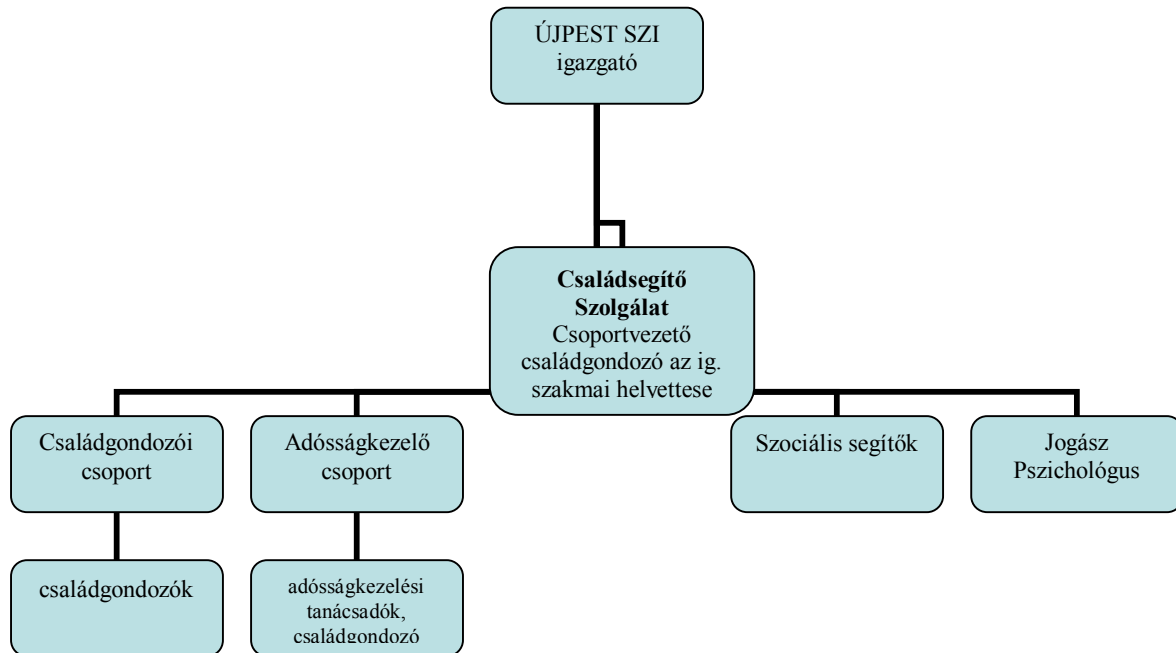 ÚJPEST SZI
igazgató
Családsegítő
Szolgálat
Csoportvezető
családgondozó az ig.
szakmai helvettese
Családgondozói
csoport
Adósságkezelő
csoport
Szociális segítők
Jogász
Pszichológus
családgondozók
adósságkezelési
tanácsadók,
családgondozó